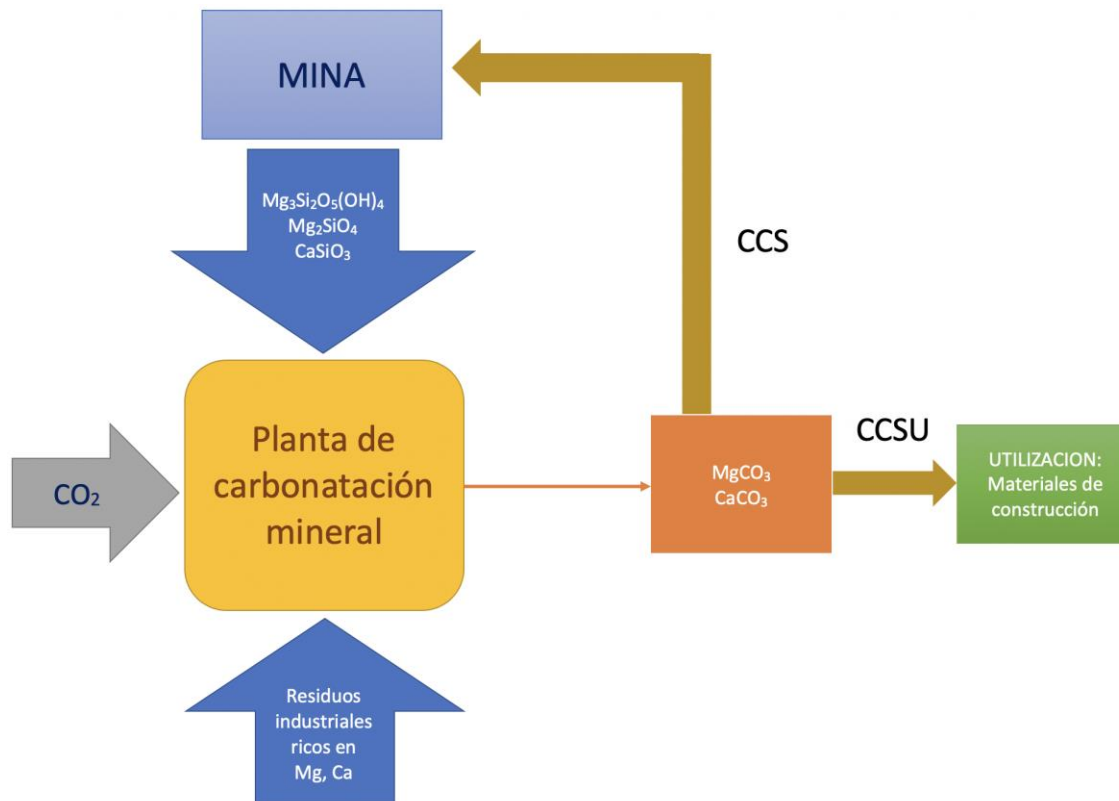 MINA
Mg₃Si₂O₅(OH)₄
Mg₂SiO₄
CaSiO₃
CCS
CO₂
Planta de
carbonatación
mineral
MgCO₃
CaCO₃
CCSU
UTILIZACION:
Materiales de
construcción
Residuos
industriales
ricos en
Mg, Ca